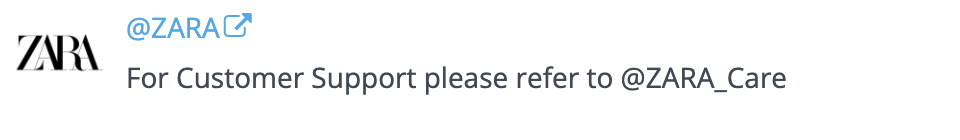 @ZARA
ZARA
For Customer Support please refer to @ZARA_Care